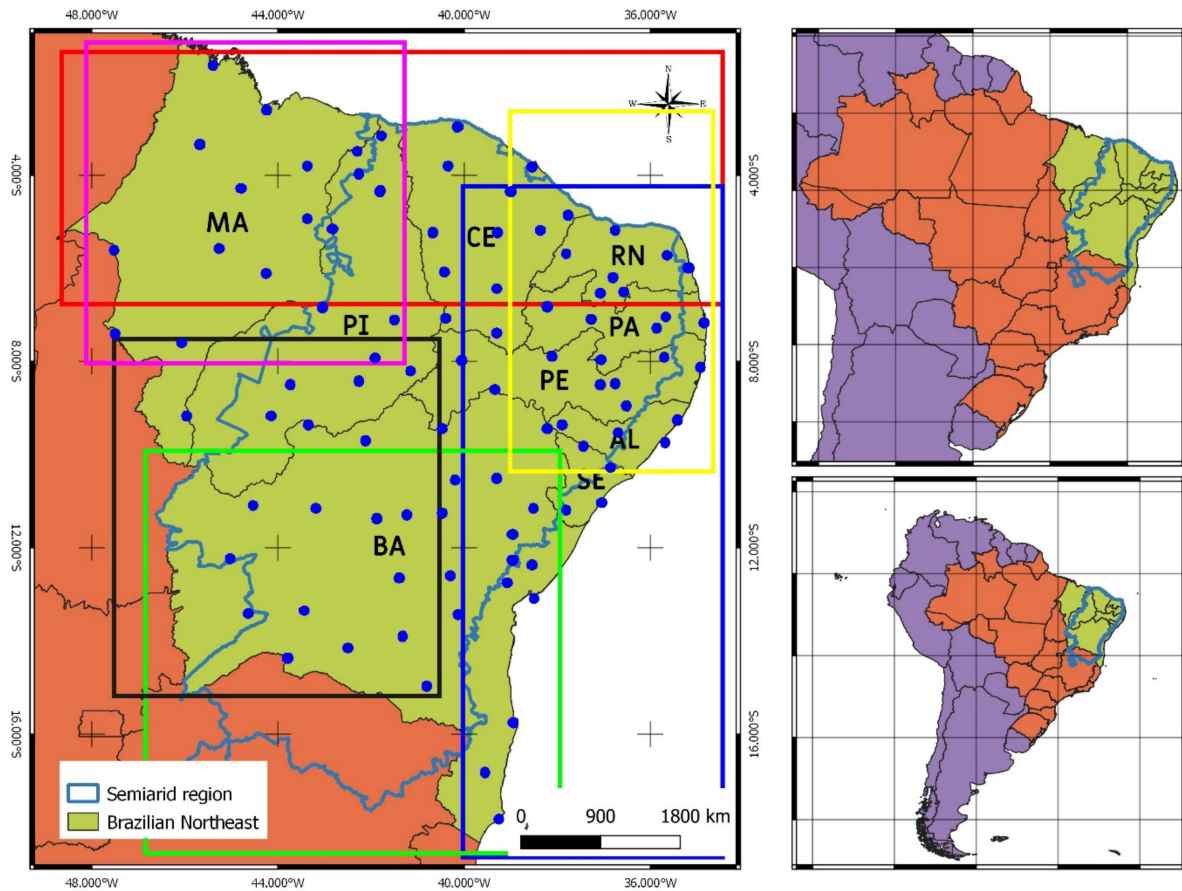 48.000°W 44.000°W 40.000°W 36.000°W
N
W E
S
4.000°S 4.000°S
MA
CE
RN
PI
PA
8.000°S 8.000°S
PE
AL
SE
12.000°S BA 12.000°S
16.000°S 16.000°S
Semiarid region
Brazilian Northeast
0 900 1800 km
48.000°W 44.000°W 40.000°W 36.000°W